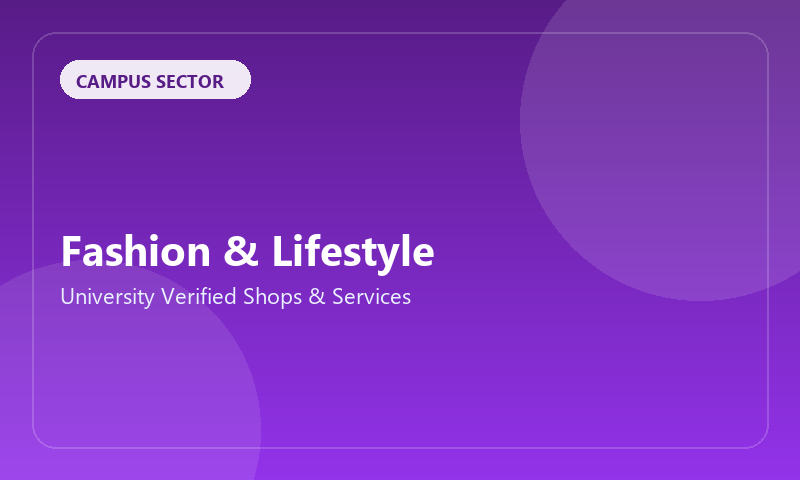 CAMPUS SECTOR
Fashion & Lifestyle
University Verified Shops & Services